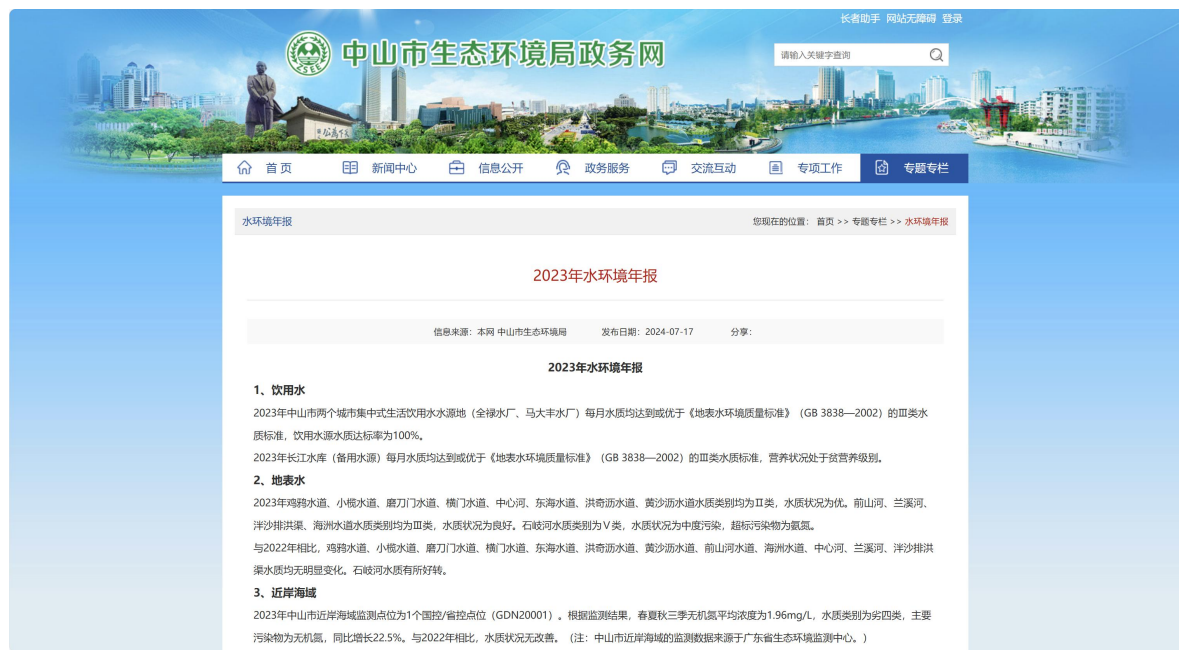 长者助手 网站无障碍 登录
ZSEE
中山市生态环境局政务网
请输入关键字查询
首页 新闻中心 信息公开 政务服务 交流互动 专项工作 专题专栏
水环境年报
您现在的位置： 首页 >> 专题专栏 >> 水环境年报
2023年水环境年报
信息来源：本网 中山市生态环境局 发布日期：2024-07-17 分享：
2023年水环境年报
1、饮用水
2023年中山市两个城市集中式生活饮用水水源地（全禄水厂、马大丰水厂）每月水质均达到或优于《地表水环境质量标准》（GB 3838—2002）的Ⅲ类水
质标准，饮用水源水质达标率为100%。
2023年长江水库（备用水源）每月水质均达到或优于《地表水环境质量标准》（GB 3838—2002）的Ⅲ类水质标准，营养状况处于贫营养级别。
2、地表水
2023年鸡鸦水道、小榄水道、磨刀门水道、横门水道、中心河、东海水道、洪奇沥水道、黄沙沥水道水质类别均为Ⅱ类，水质状况为优。前山河、兰溪河、
泮沙排洪渠、海洲水道水质类别均为Ⅲ类，水质状况为良好。石岐河水质类别为Ⅴ类，水质状况为中度污染，超标污染物为氨氮。
与2022年相比，鸡鸦水道、小榄水道、磨刀门水道、横门水道、东海水道、洪奇沥水道、黄沙沥水道、前山河水道、海洲水道、中心河、兰溪河、泮沙排洪
渠水质均无明显变化。石岐河水质有所好转。
3、近岸海域
2023年中山市近岸海域监测点位为1个国控/省控点位（GDN20001）。根据监测结果，春夏秋三季无机氮平均浓度为1.96mg/L，水质类别为劣四类，主要
污染物为无机氮，同比增长22.5%。与2022年相比，水质状况无改善。（注：中山市近岸海域的监测数据来源于广东省生态环境监测中心。）